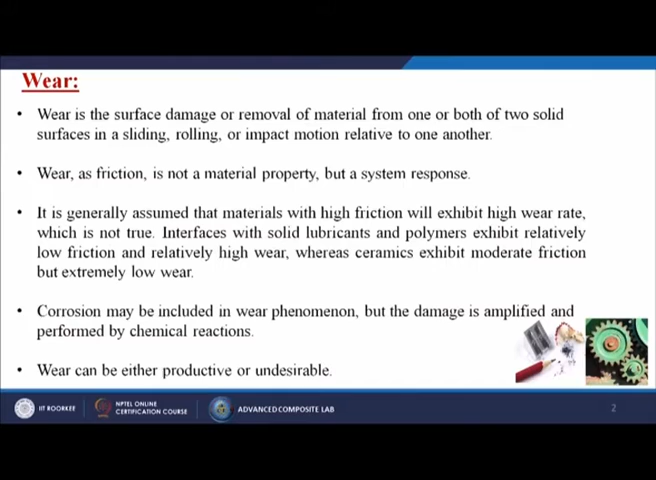 Wear:
• Wear is the surface damage or removal of material from one or both of two solid
surfaces in a sliding, rolling, or impact motion relative to one another.
• Wear, as friction, is not a material property, but a system response.
• It is generally assumed that materials with high friction will exhibit high wear rate,
which is not true. Interfaces with solid lubricants and polymers exhibit relatively
low friction and relatively high wear, whereas ceramics exhibit moderate friction
but extremely low wear.
• Corrosion may be included in wear phenomenon, but the damage is amplified and
performed by chemical reactions.
• Wear can be either productive or undesirable.
IIT ROORKEE
NPTEL ONLINE
CERTIFICATION COURSE
ADVANCED COMPOSITE LAB
2